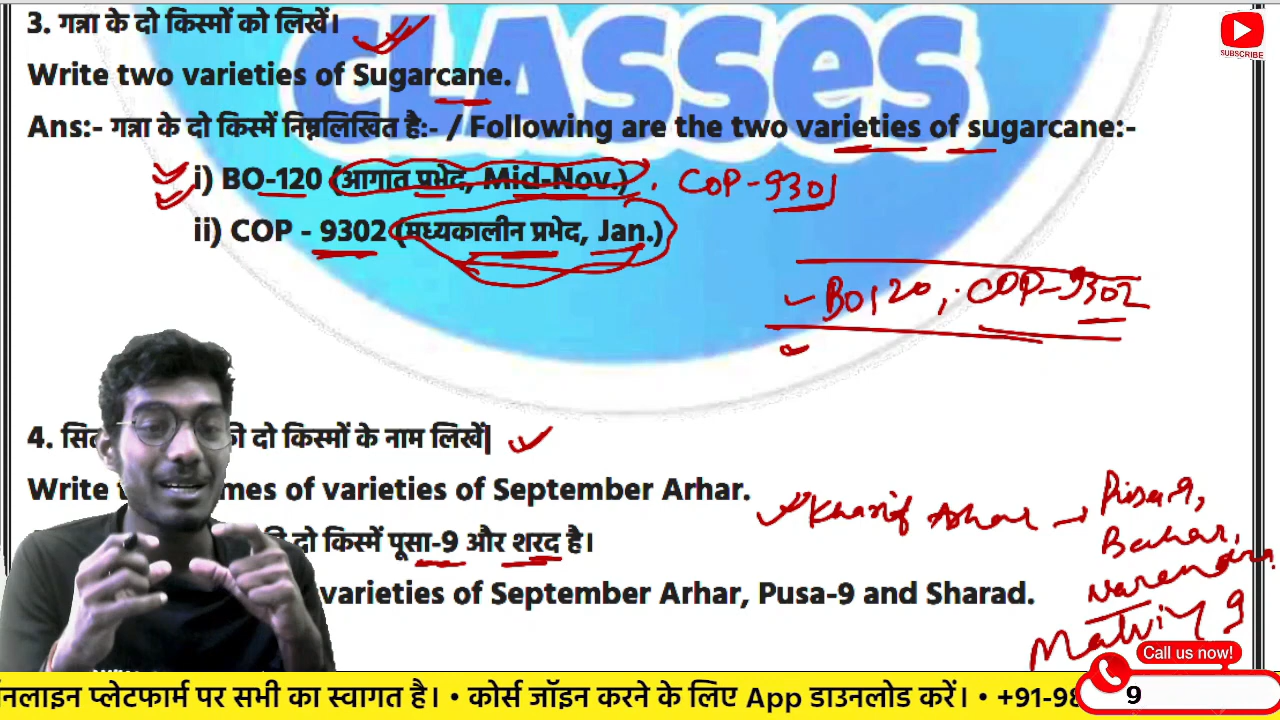 CLASSES
SUBSCRIBE
3. गन्ना के दो किस्मों को लिखें।
Write two varieties of Sugarcane.
Ans:- गन्ना के दो किस्में निम्नलिखित है:- / Following are the two varieties of sugarcane:-
i) BO-120 (आगात प्रभेद, Mid-Nov.) , COP-9301
ii) COP - 9302 (मध्यकालीन प्रभेद, Jan.)
BO120, COP-9302
4. दो किस्मों के नाम लिखें|
Write of varieties of September Arhar.
Kharif Arhar → Pusa-9,
Bahar,
Narendra
दो किस्में पूसा-9 और शरद है।
varieties of September Arhar, Pusa-9 and Sharad.
9
Call us now!
प्लेटफार्म पर सभी का स्वागत है। • कोर्स जॉइन करने के लिए App डाउनलोड करें। • +91-98
9